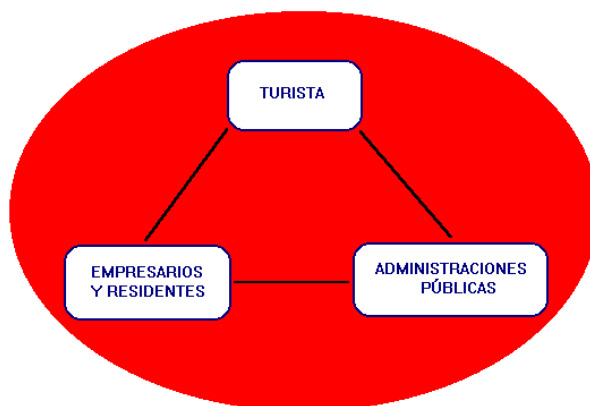 TURISTA
EMPRESARIOS
Y RESIDENTES
ADMINISTRACIONES
PÚBLICAS